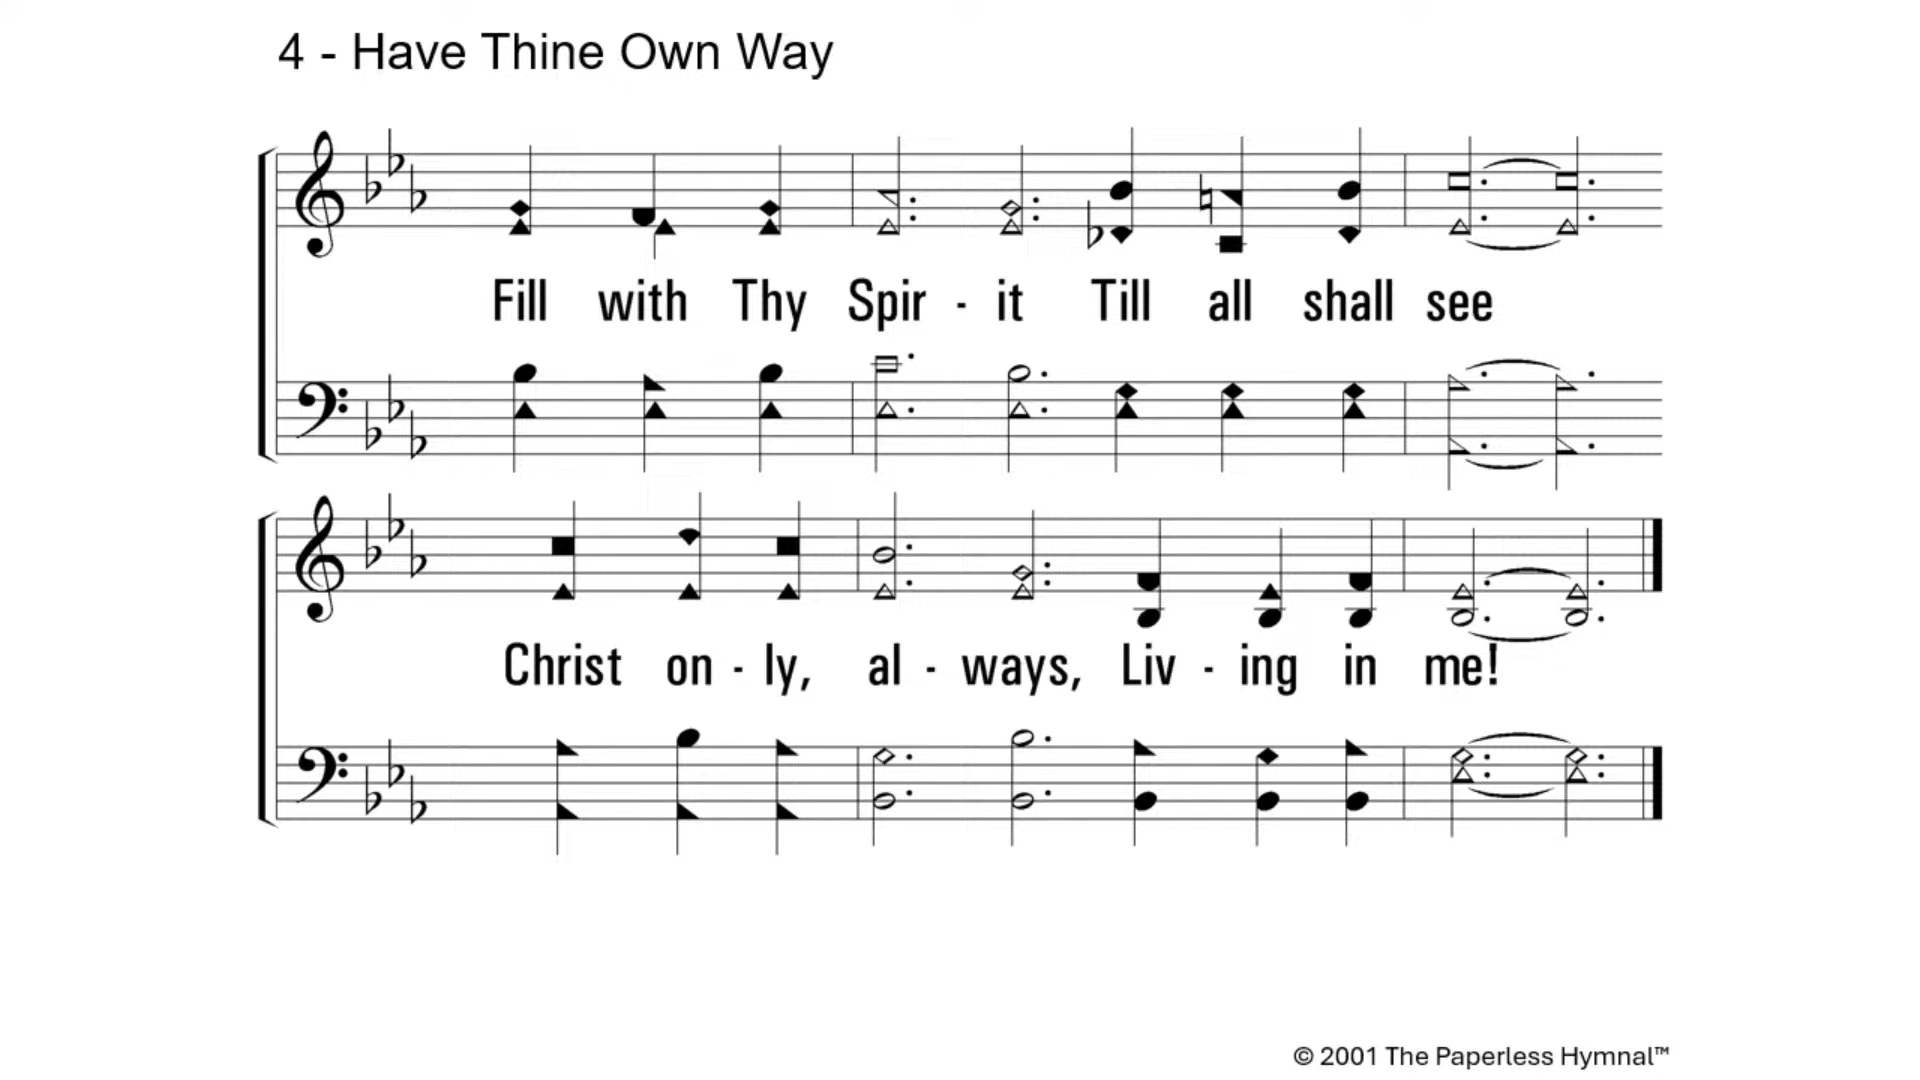 4 - Have Thine Own Way
Fill with Thy Spir - it Till all shall see
Christ on - ly, al - ways, Liv - ing in me!
© 2001 The Paperless Hymnal™